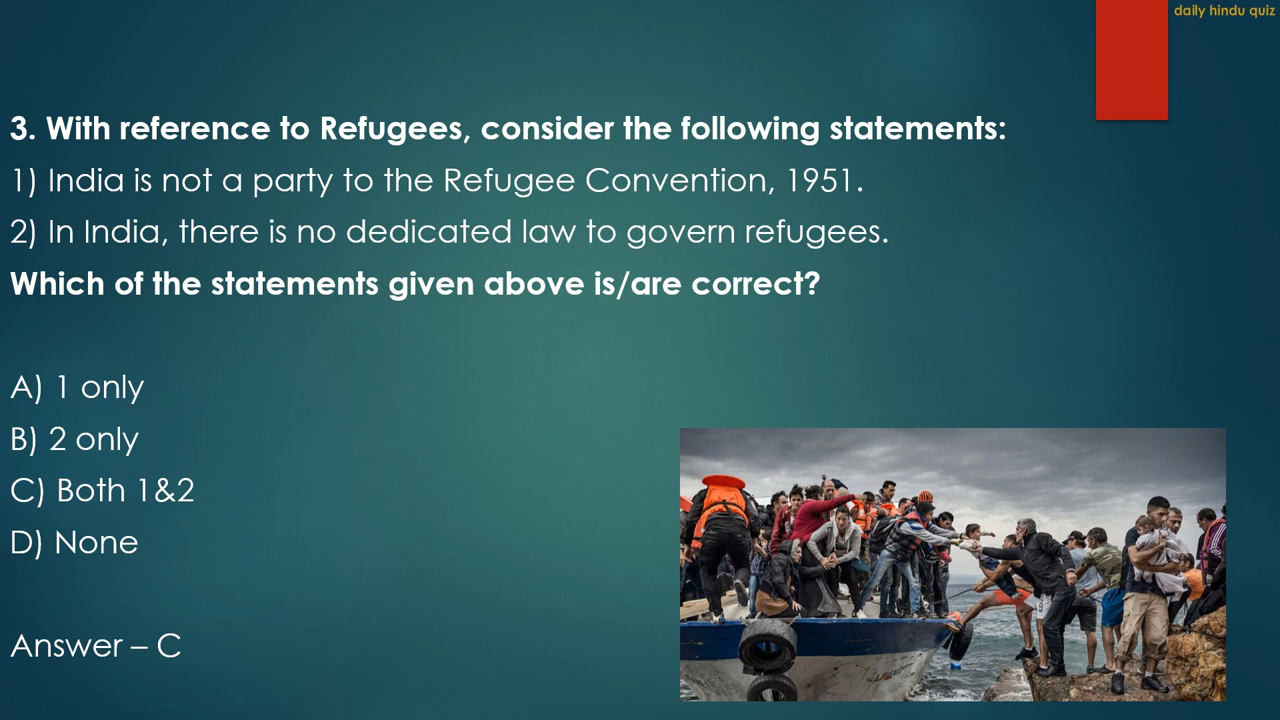 daily hindu quiz
3. With reference to Refugees, consider the following statements:
1) India is not a party to the Refugee Convention, 1951.
2) In India, there is no dedicated law to govern refugees.
Which of the statements given above is/are correct?
A) 1 only
B) 2 only
C) Both 1&2
D) None
Answer – C